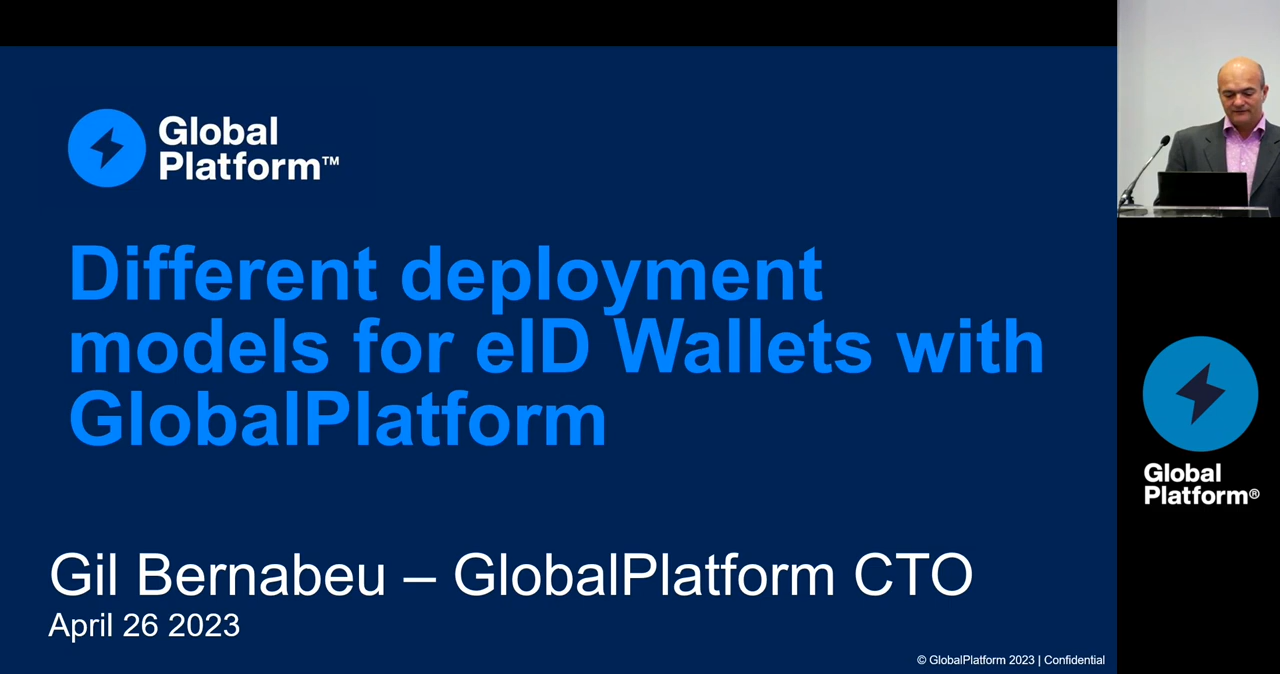 Global
Platform™
Different deployment
models for eID Wallets with
GlobalPlatform
Gil Bernabeu – GlobalPlatform CTO
April 26 2023
© GlobalPlatform 2023 | Confidential
Global
Platform®